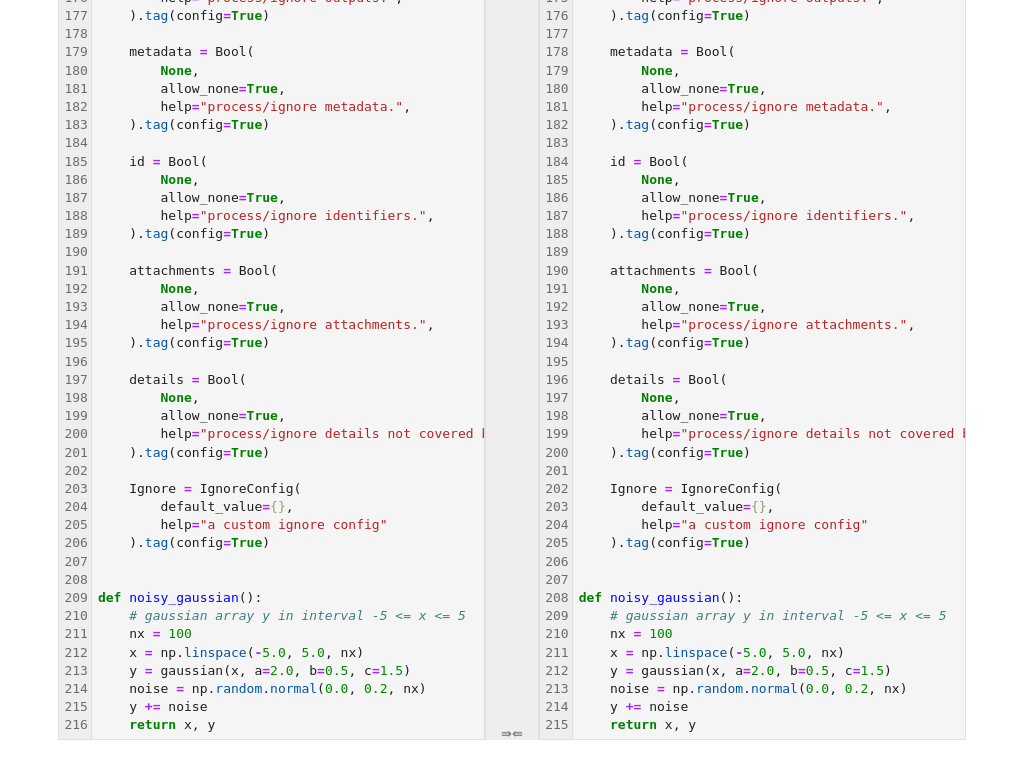 177     ).tag(config=True)
178
179     metadata = Bool(
180         None,
181         allow_none=True,
182         help="process/ignore metadata.",
183     ).tag(config=True)
184
185     id = Bool(
186         None,
187         allow_none=True,
188         help="process/ignore identifiers.",
189     ).tag(config=True)
190
191     attachments = Bool(
192         None,
193         allow_none=True,
194         help="process/ignore attachments.",
195     ).tag(config=True)
196
197     details = Bool(
198         None,
199         allow_none=True,
200         help="process/ignore details not covered
201     ).tag(config=True)
202
203     Ignore = IgnoreConfig(
204         default_value={},
205         help="a custom ignore config"
206     ).tag(config=True)
207
208
209 def noisy_gaussian():
210     # gaussian array y in interval -5 <= x <= 5
211     nx = 100
212     x = np.linspace(-5.0, 5.0, nx)
213     y = gaussian(x, a=2.0, b=0.5, c=1.5)
214     noise = np.random.normal(0.0, 0.2, nx)
215     y += noise
216     return x, y
⇛⇚
176     ).tag(config=True)
177
178     metadata = Bool(
179         None,
180         allow_none=True,
181         help="process/ignore metadata.",
182     ).tag(config=True)
183
184     id = Bool(
185         None,
186         allow_none=True,
187         help="process/ignore identifiers.",
188     ).tag(config=True)
189
190     attachments = Bool(
191         None,
192         allow_none=True,
193         help="process/ignore attachments.",
194     ).tag(config=True)
195
196     details = Bool(
197         None,
198         allow_none=True,
199         help="process/ignore details not covered
200     ).tag(config=True)
201
202     Ignore = IgnoreConfig(
203         default_value={},
204         help="a custom ignore config"
205     ).tag(config=True)
206
207
208 def noisy_gaussian():
209     # gaussian array y in interval -5 <= x <= 5
210     nx = 100
211     x = np.linspace(-5.0, 5.0, nx)
212     y = gaussian(x, a=2.0, b=0.5, c=1.5)
213     noise = np.random.normal(0.0, 0.2, nx)
214     y += noise
215     return x, y